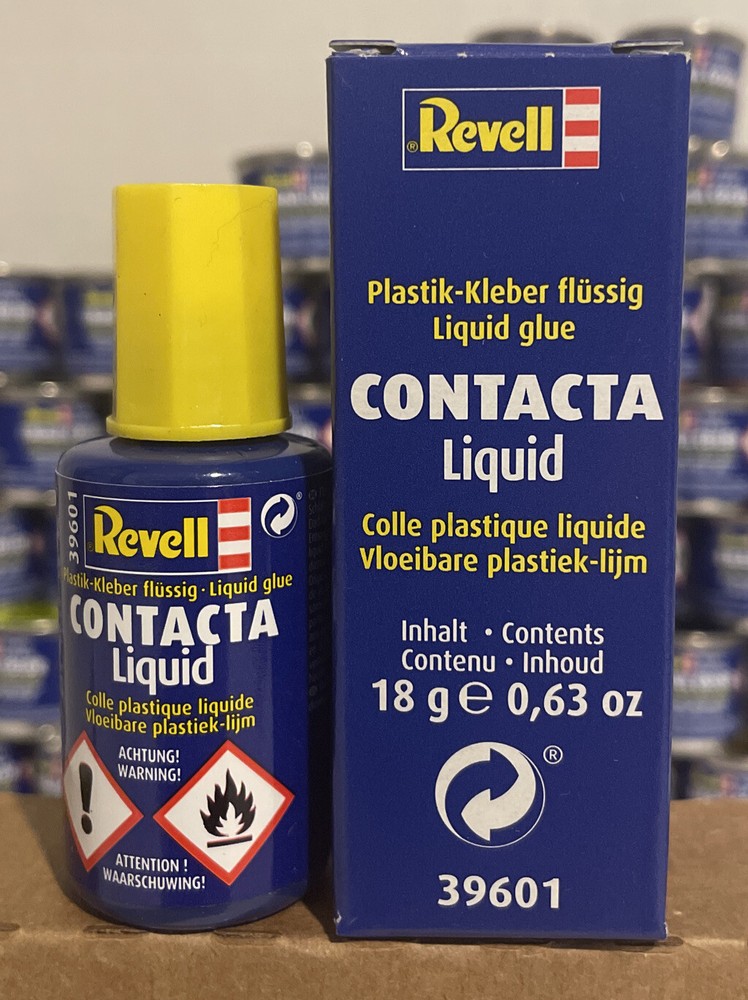 39601
Revell
®
Plastik-Kleber flüssig · Liquid glue
CONTACTA
Liquid
Colle plastique liquide
Vloeibare plastiek-lijm
ACHTUNG!
WARNING!
ATTENTION !
WAARSCHUWING!
® Revell
Plastik-Kleber flüssig
Liquid glue
CONTACTA
Liquid
Colle plastique liquide
Vloeibare plastiek-lijm
Inhalt • Contents
Contenu • Inhoud
18 g ℮ 0,63 oz
®
39601